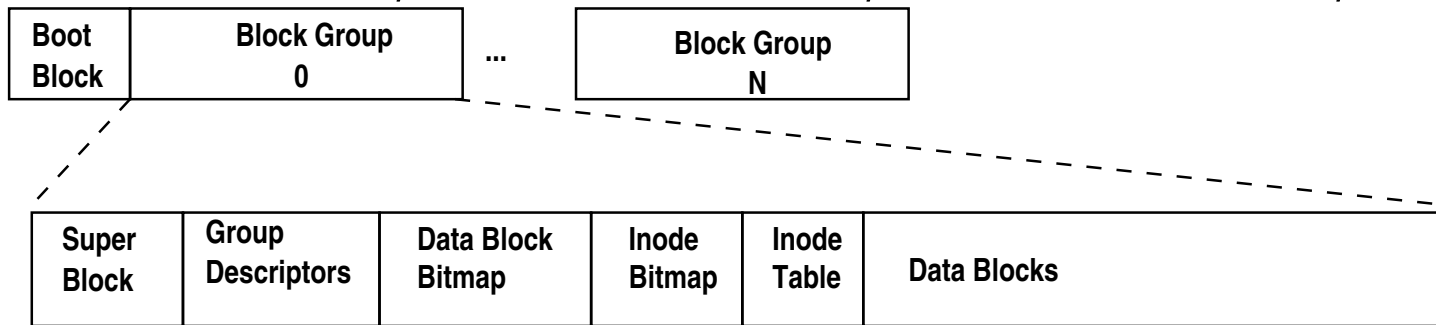 Boot Block
Block Group 0
...
Block Group N
Super Block
Group Descriptors
Data Block Bitmap
Inode Bitmap
Inode Table
Data Blocks